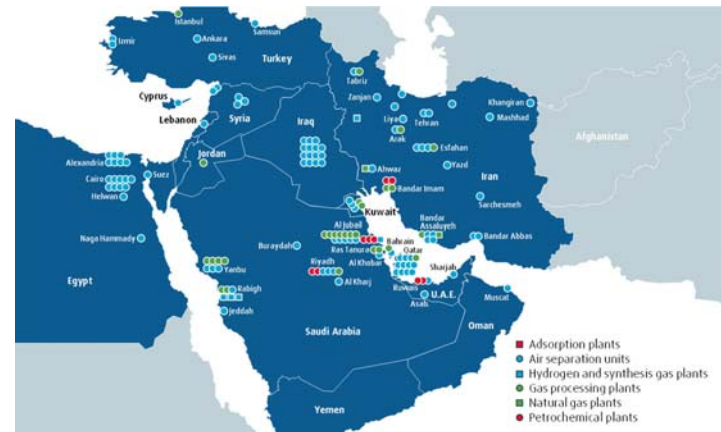 Istanbul
Samsun
Izmir
Ankara
Sivas
Turkey
Tabriz
Zanjan
Khangiran
Mashhad
Cyprus
Lebanon
Syria
Iraq
Liya
Tehran
Arak
Afghanistan
Alexandria
Jordan
Esfahan
Cairo
Suez
Ahwaz
Yazd
Iran
Helwan
Bandar Imam
Sarchesmeh
Kuwait
Naga Hammady
Al Jubail
Bandar
Assaluyeh
Bandar Abbas
Buraydah
Ras Tanura
Bahrain
Qatar
Riyadh
Al Khobar
Sharjah
Yanbu
Egypt
Al Kharj
Ruwais
U.A.E.
Muscat
Rabigh
Asab
Jeddah
Saudi Arabia
Oman
Yemen
Adsorption plants
Air separation units
Hydrogen and synthesis gas plants
Gas processing plants
Natural gas plants
Petrochemical plants